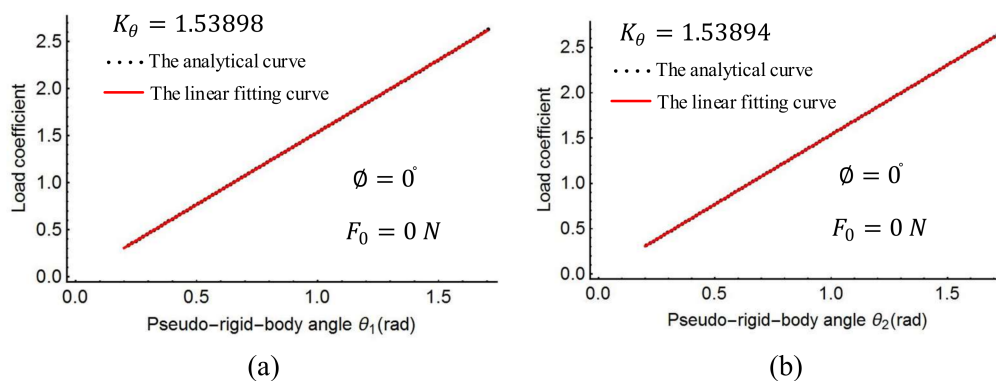 K_θ = 1.53898
The analytical curve
The linear fitting curve
Load coefficient
2.5
2.0
1.5
1.0
0.5
0.0
∅ = 0°
F_0 = 0 N
0.0 0.5 1.0 1.5
Pseudo-rigid-body angle θ_1(rad)
(a)
K_θ = 1.53894
The analytical curve
The linear fitting curve
Load coefficient
2.5
2.0
1.5
1.0
0.5
0.0
∅ = 0°
F_0 = 0 N
0.0 0.5 1.0 1.5
Pseudo-rigid-body angle θ_2(rad)
(b)